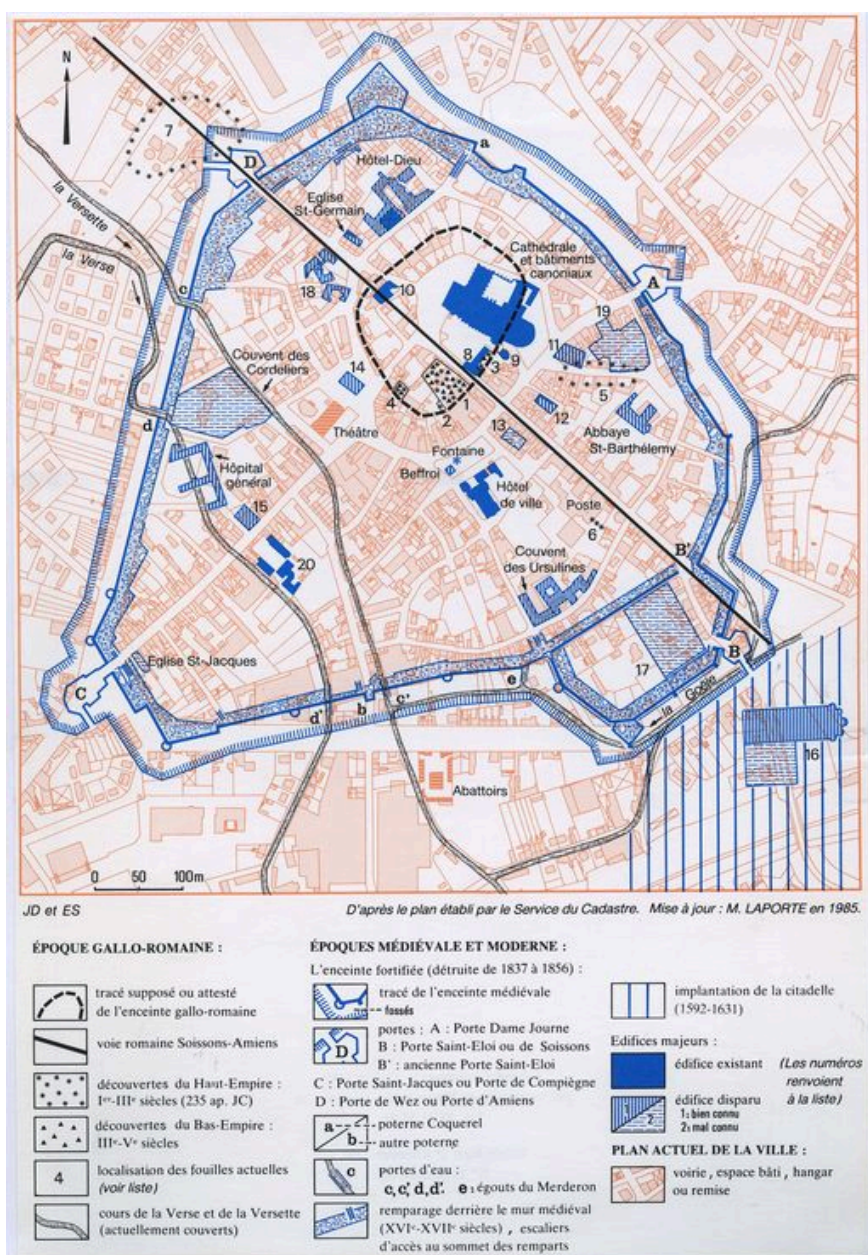 N
7
D
a
Hôtel-Dieu
Eglise
St-Germain
la Versette
la Verse
Cathédrale
et bâtiments
canoniaux
A
c
18
10
19
11
8
9
3
Couvent des
Cordeliers
14
4
5
1
12
2
13
Abbaye
St-Barthélemy
d
Théâtre
Fontaine
Beffroi
Hôpital
général
Hôtel
de ville
15
Poste
6
B'
20
Couvent
des Ursulines
Eglise St-Jacques
17
B
C
e
la Goële
d'
b
c'
16
Abattoirs
0 50 100m
JD et ES
D'après le plan établi par le Service du Cadastre. Mise à jour : M. LAPORTE en 1985.
ÉPOQUE GALLO-ROMAINE :
tracé supposé ou attesté
de l'enceinte gallo-romaine
voie romaine Soissons-Amiens
découvertes du Haut-Empire :
Ier-IIIe siècles (235 ap. JC)
découvertes du Bas-Empire :
IIIe-Ve siècles
4
localisation des fouilles actuelles
(voir liste)
cours de la Verse et de la Versette
(actuellement couverts)
ÉPOQUES MÉDIÉVALE ET MODERNE :
L'enceinte fortifiée (détruite de 1837 à 1856) :
tracé de l'enceinte médiévale
fossés
D
portes : A : Porte Dame Journe
B : Porte Saint-Eloi ou de Soissons
B' : ancienne Porte Saint-Eloi
C : Porte Saint-Jacques ou Porte de Compiègne
D : Porte de Wez ou Porte d'Amiens
a
poterne Coquerel
b
autre poterne
c
portes d'eau :
c, c', d, d'. e : égouts du Merderon
remparage derrière le mur médiéval
(XVIe-XVIIe siècles) , escaliers
d'accès au sommet des remparts
implantation de la citadelle
(1592-1631)
Edifices majeurs :
édifice existant
(Les numéros
renvoient
à la liste)
1
2
édifice disparu
1 : bien connu
2 : mal connu
PLAN ACTUEL DE LA VILLE :
voirie , espace bâti , hangar
ou remise